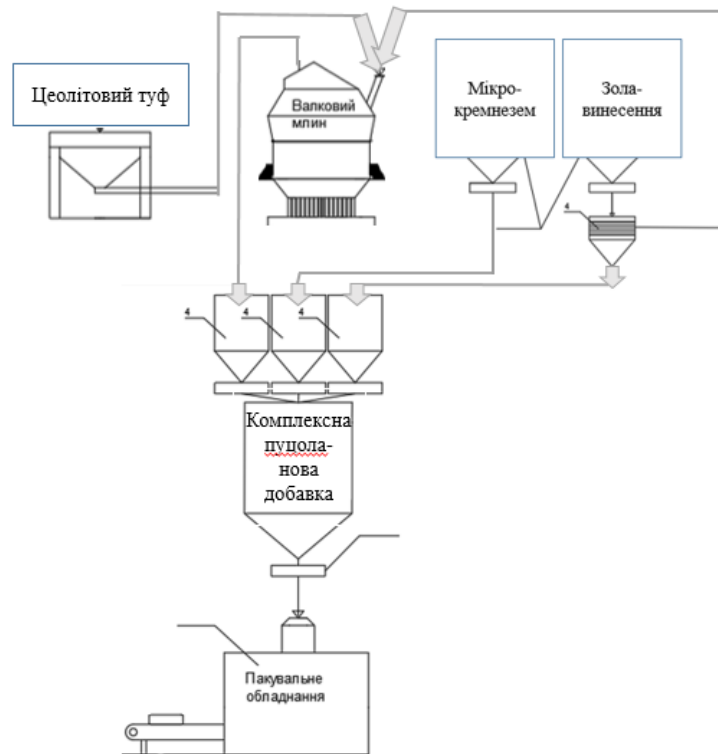 Цеолітовий туф
Валковий
млин
Мікро-
кремнезем
Зола-
винесення
4
4
4
4
Комплексна
пуцола-
нова
добавка
Пакувальне
обладнання